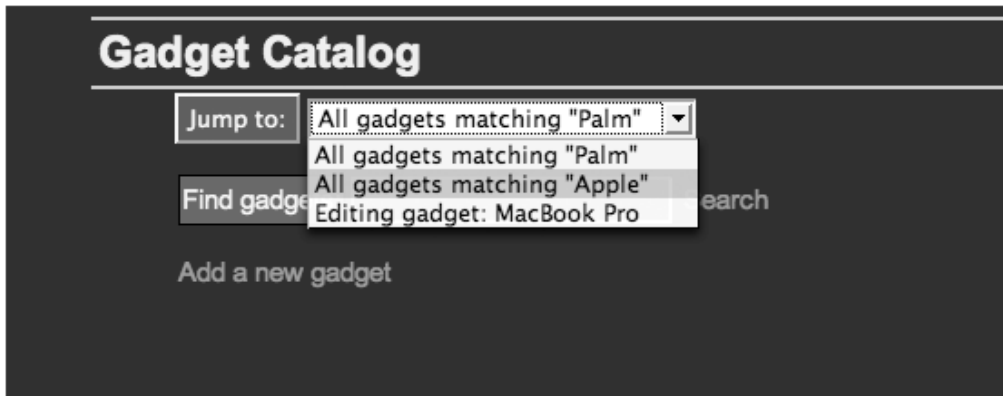 Gadget Catalog
Jump to: All gadgets matching "Palm"
All gadgets matching "Palm"
All gadgets matching "Apple"
Editing gadget: MacBook Pro
Find gadge earch
Add a new gadget